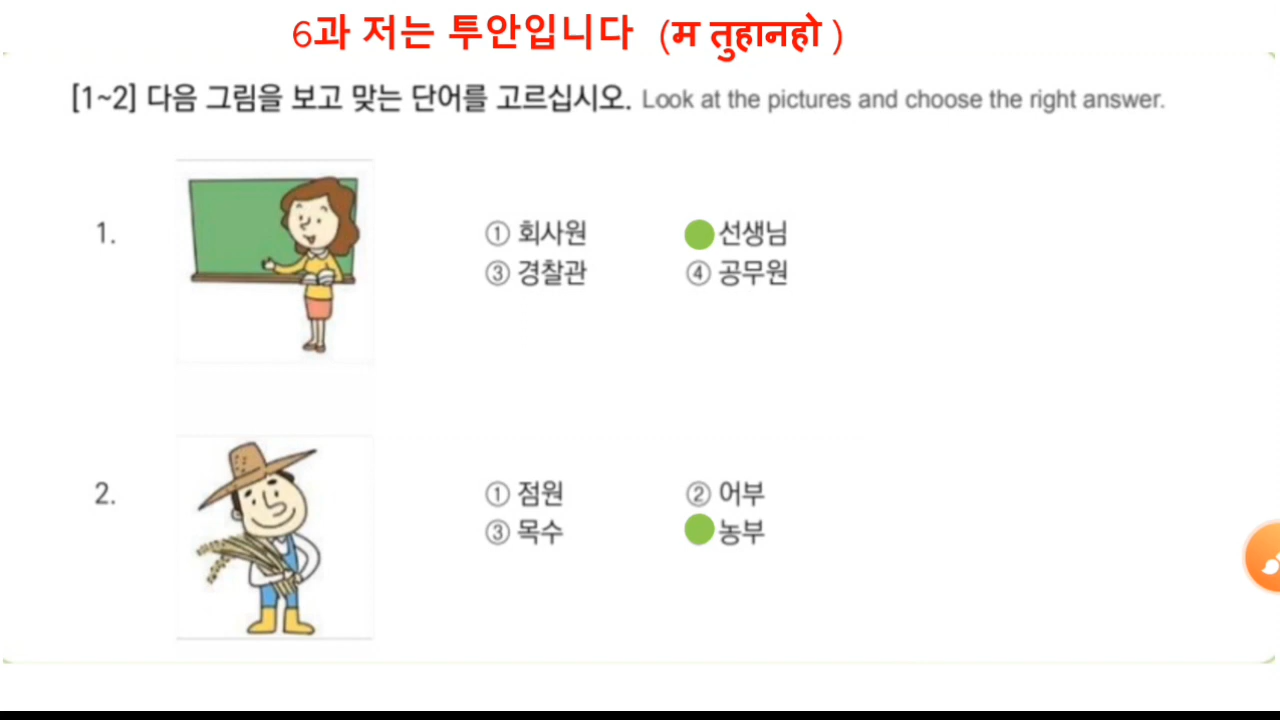 6과 저는 투안입니다 (म तुहानहो )
[1~2] 다음 그림을 보고 맞는 단어를 고르십시오. Look at the pictures and choose the right answer.
1.
① 회사원 선생님
③ 경찰관 ④ 공무원
2.
① 점원 ② 어부
③ 목수 농부